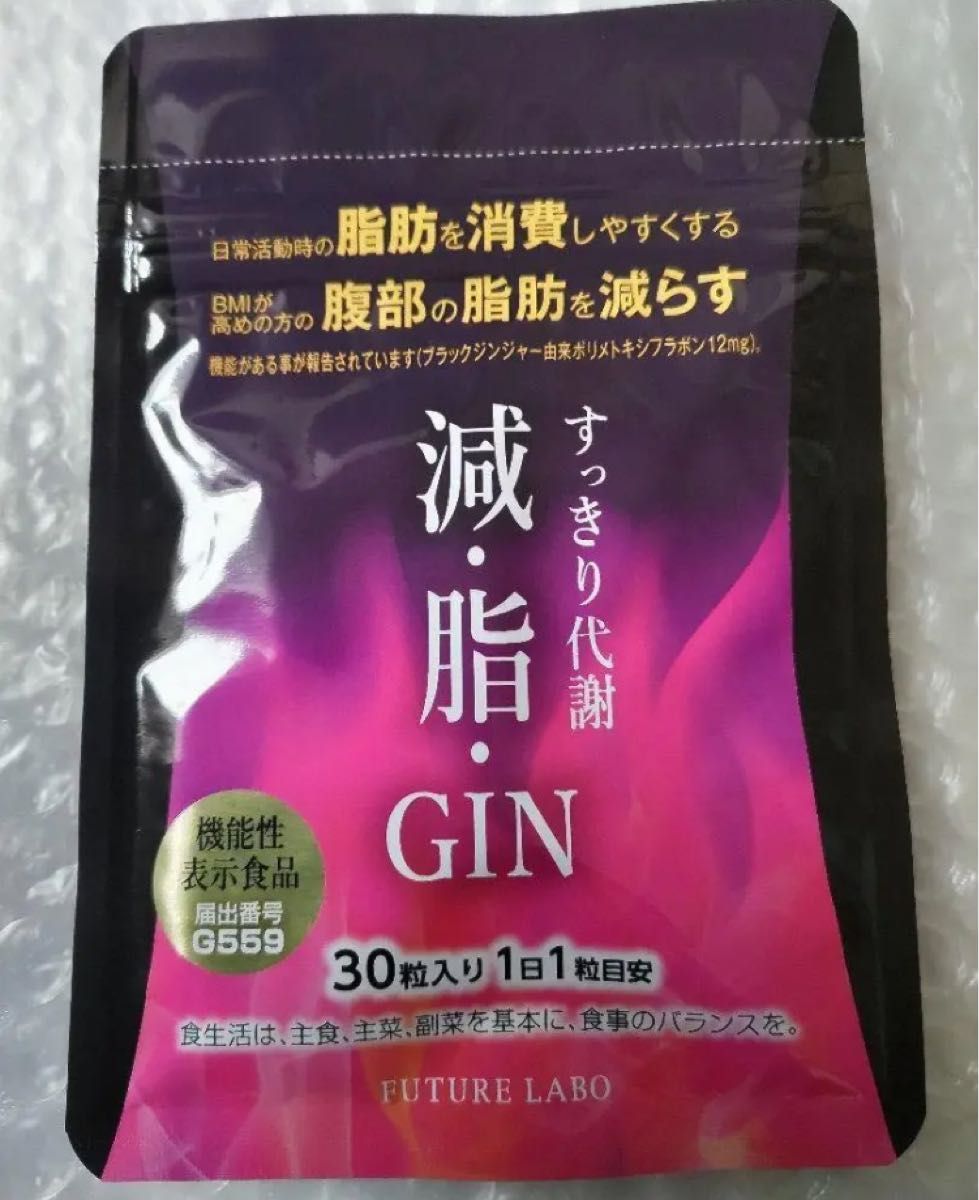 日常活動時の脂肪を消費しやすくする
BMIが
高めの方の腹部の脂肪を減らす
機能がある事が報告されています(ブラックジンジャー由来ポリメトキシフラボン12mg)。
すっきり代謝
減・脂・GIN
機能性
表示食品
届出番号
G559
30粒入り 1日1粒目安
食生活は、主食、主菜、副菜を基本に、食事のバランスを。
FUTURE LABO